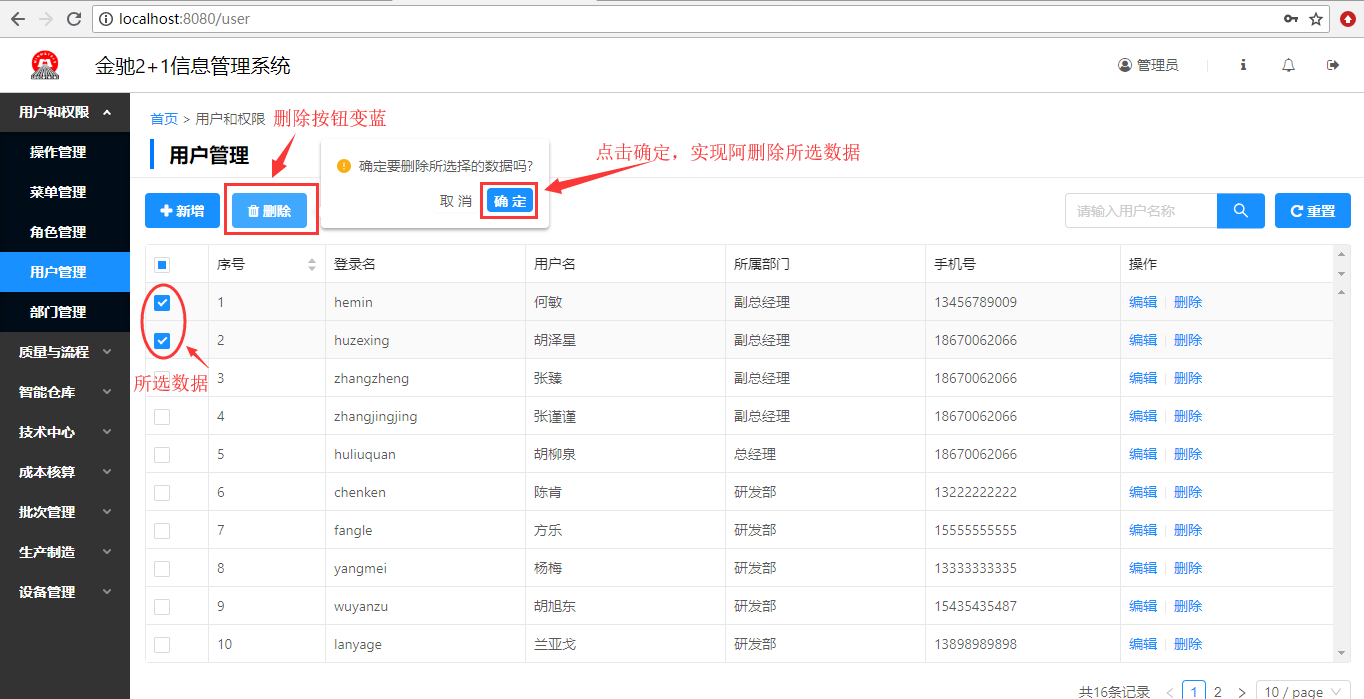 localhost:8080/user
金驰2+1信息管理系统
管理员
用户和权限
操作管理
菜单管理
角色管理
用户管理
部门管理
质量与流程
智能仓库
技术中心
成本核算
批次管理
生产制造
设备管理
首页 > 用户和权限
删除按钮变蓝
用户管理
确定要删除所选择的数据吗?
取 消 确 定
点击确定，实现阿删除所选数据
新增 删除 请输入用户名称 重置
序号 登录名 用户名 所属部门 手机号 操作
1 hemin 何敏 副总经理 13456789009 编辑 删除
2 huzexing 胡泽星 副总经理 18670062066 编辑 删除
3 zhangzheng 张臻 副总经理 18670062066 编辑 删除
所选数据
4 zhangjingjing 张谨谨 副总经理 18670062066 编辑 删除
5 huliuquan 胡柳泉 总经理 18670062066 编辑 删除
6 chenken 陈肯 研发部 13222222222 编辑 删除
7 fangle 方乐 研发部 15555555555 编辑 删除
8 yangmei 杨梅 研发部 13333333335 编辑 删除
9 wuyanzu 胡旭东 研发部 15435435487 编辑 删除
10 lanyage 兰亚戈 研发部 13898989898 编辑 删除
共16条记录 < 1 2 > 10 / page